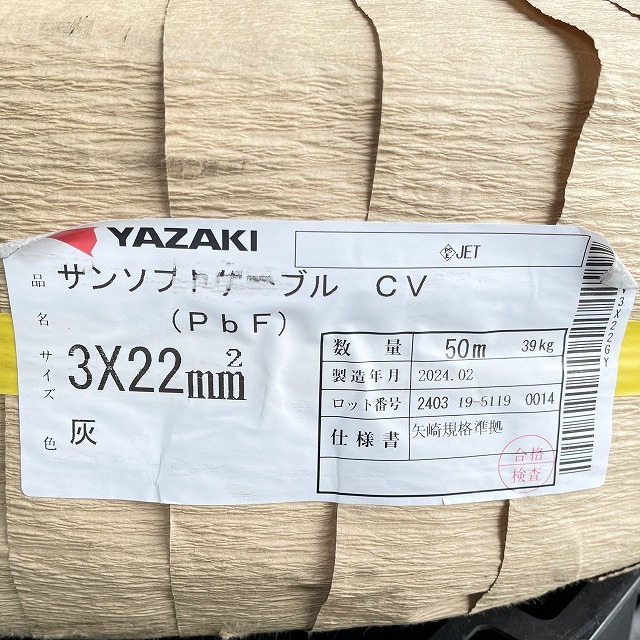 YAZAKI
PSE JET
品名 サンソフトケーブル CV
(PbF)
サイズ 3X22mm²
色 灰
数量 50m 39kg
製造年月 2024.02
ロット番号 2403 19-5119 0014
仕様書 矢崎規格準拠
合格
検査
3X22GY